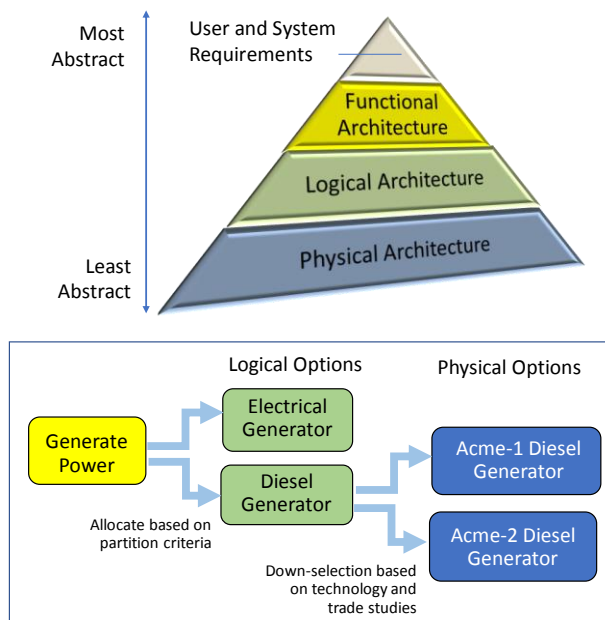 Most
Abstract
User and System
Requirements
Functional
Architecture
Logical Architecture
Physical Architecture
Least
Abstract
Logical Options
Physical Options
Generate
Power
Electrical
Generator
Diesel
Generator
Acme-1 Diesel
Generator
Acme-2 Diesel
Generator
Allocate based on
partition criteria
Down-selection based
on technology and
trade studies